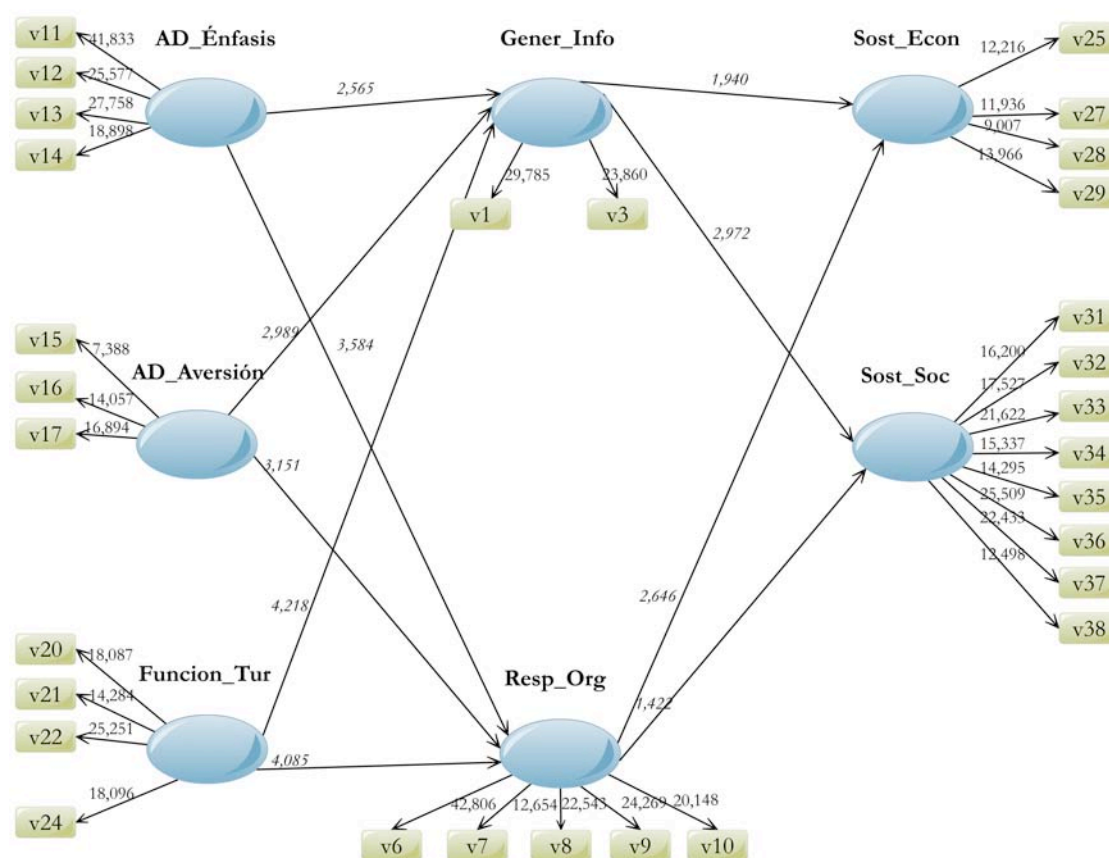 AD_Énfasis
Gener_Info
Sost_Econ
v11
41,833
v12
25,577
v13
27,758
v14
18,898
2,565
1,940
12,216
v25
11,936
v27
9,007
v28
13,966
v29
29,785
23,860
v1
v3
2,972
v15
7,388
v16
14,057
v17
16,894
AD_Aversión
2,989
3,584
3,151
Sost_Soc
16,200
v31
17,527
v32
21,622
v33
15,337
v34
14,295
v35
25,509
v36
22,433
v37
12,498
v38
v20
18,087
v21
14,284
v22
25,251
v24
18,096
Funcion_Tur
4,218
4,085
Resp_Org
2,646
1,422
42,806
12,654
22,543
24,269
20,148
v6
v7
v8
v9
v10